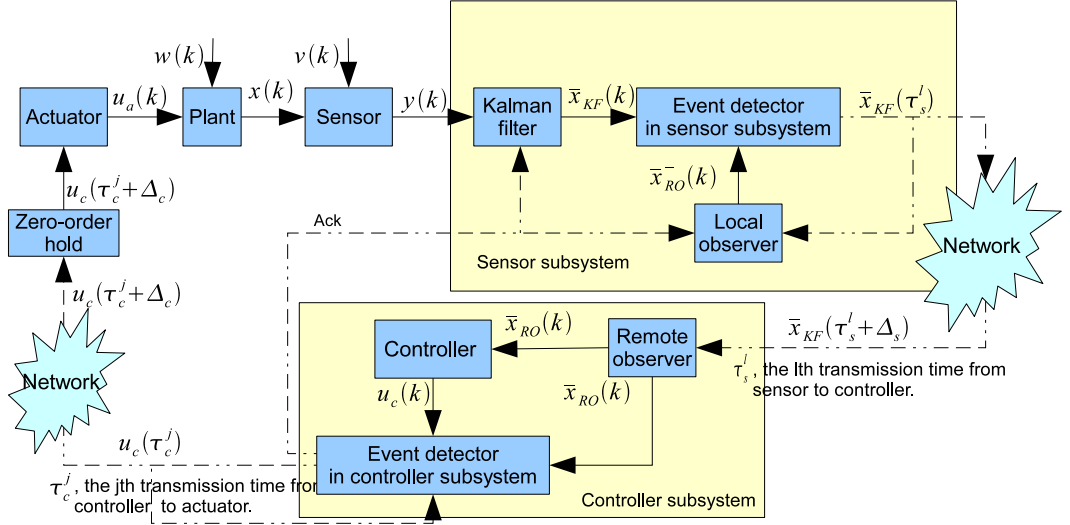 w(k)
v(k)
u_a(k)
x(k)
y(k)
x̄_KF(k)
x̄_KF(τ_s^l)
Actuator
Plant
Sensor
Kalman
filter
Event detector
in sensor subsystem
u_c(τ_c^j+Δ_c)
x̄_RO^-(k)
Zero-order
hold
Ack
Local
observer
Network
Sensor subsystem
u_c(τ_c^j+Δ_c)
x̄_RO(k)
x̄_KF(τ_s^l+Δ_s)
Controller
Remote
observer
Network
τ_s^l, the lth transmission time from
sensor to controller.
u_c(k)
x̄_RO(k)
u_c(τ_c^j)
Event detector
in controller subsystem
τ_c^j, the jth transmission time from
controller to actuator.
Controller subsystem